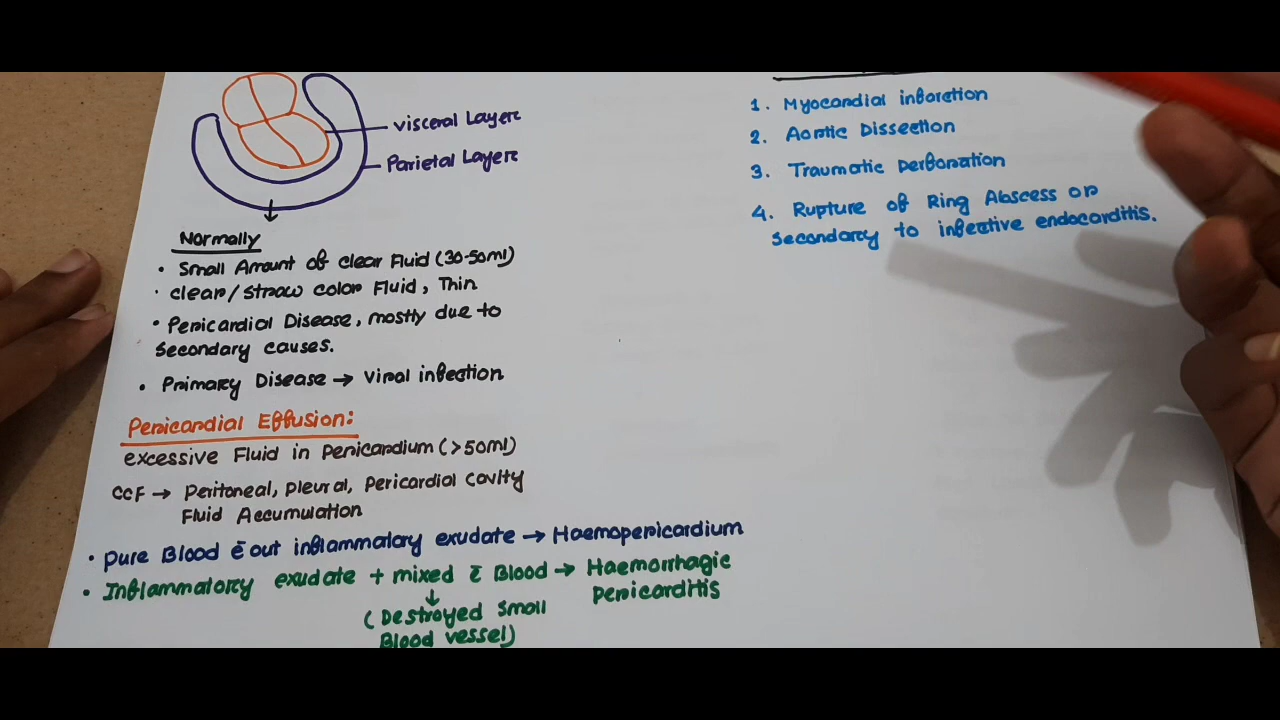 visceral Layer
Parietal Layer
Normally
• Small Amount of clear Fluid (30-50ml)
• clear/straw color Fluid, Thin
• Pericardial Disease, mostly due to
secondary causes.
• Primary Disease → viral infection
Pericardial Effusion:
excessive Fluid in Pericardium (>50ml)
CCF → Peritoneal, pleural, pericardial cavity
Fluid Accumulation
• Pure Blood c̄ out inflammatory exudate → Haemopericardium
• Inflammatory exudate + mixed c̄ Blood → Haemorrhagic
Pericarditis
↓
(Destroyed small
Blood vessel)
1. Myocardial infarction
2. Aortic Dissection
3. Traumatic perforation
4. Rupture of Ring Abscess or
secondary to infective endocarditis.